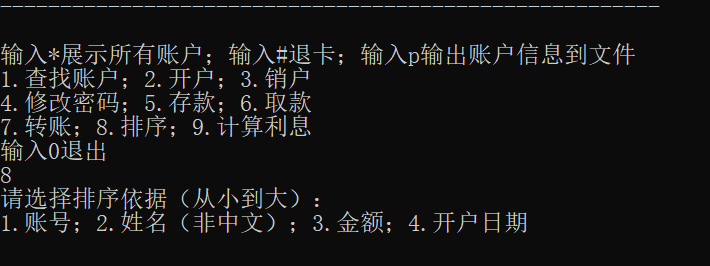 ------------------------------------------------------------
输入*展示所有账户；输入#退卡；输入p输出账户信息到文件
1.查找账户；2.开户；3.销户
4.修改密码；5.存款；6.取款
7.转账；8.排序；9.计算利息
输入0退出
8
请选择排序依据（从小到大）：
1.账号；2.姓名（非中文）；3.金额；4.开户日期